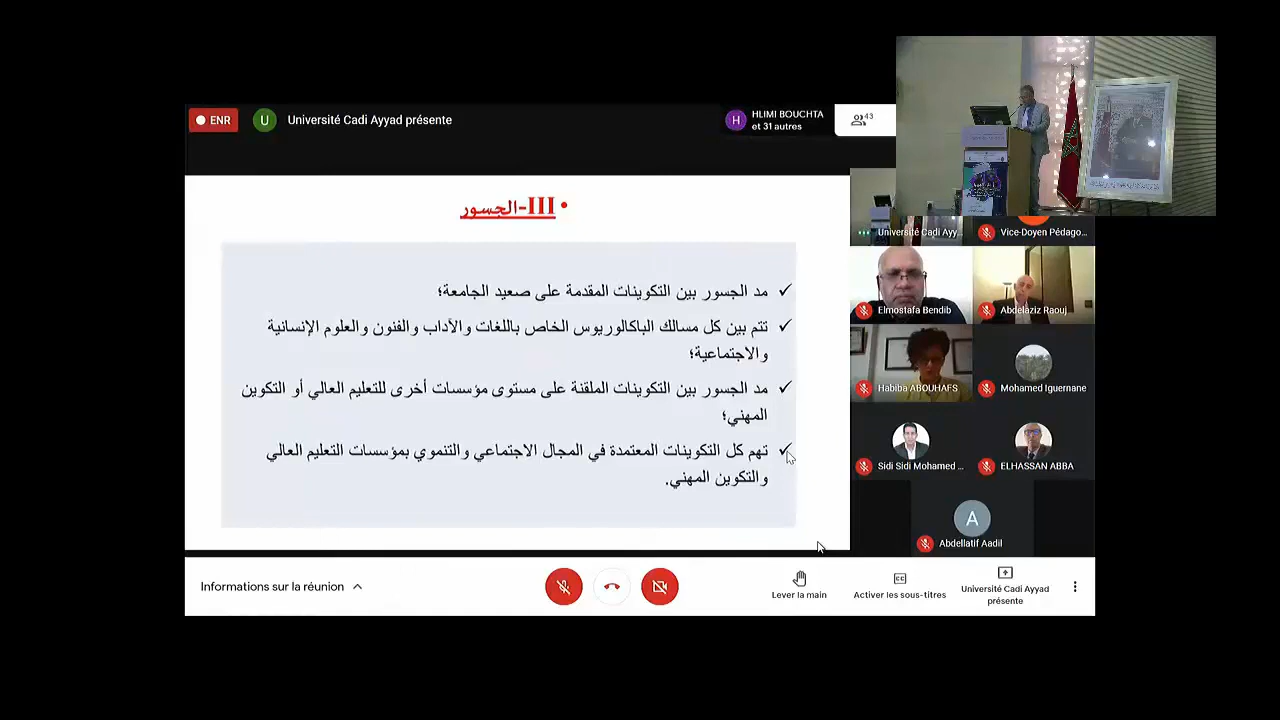 ENR
U
Université Cadi Ayyad présente
H
HLIMI BOUCHTA
et 31 autres
43
• III-الجسور
✓ مد الجسور بين التكوينات المقدمة على صعيد الجامعة؛
✓ تتم بين كل مسالك الباكالوريوس الخاص باللغات والآداب والفنون والعلوم الإنسانية
والاجتماعية؛
✓ مد الجسور بين التكوينات الملقنة على مستوى مؤسسات أخرى للتعليم العالي أو التكوين
المهني؛
✓ تهم كل التكوينات المعتمدة في المجال الاجتماعي والتنموي بمؤسسات التعليم العالي
والتكوين المهني.
Université Cadi Ayy...
Vice-Doyen Pédago...
Elmostafa Bendib
Abdelaziz Raouj
Habiba ABOUHAFS
Mohamed Iguernane
Sidi Sidi Mohamed ...
ELHASSAN ABBA
A
Abdellatif Aadil
Informations sur la réunion
Lever la main
CC
Activer les sous-titres
Université Cadi Ayyad
présente